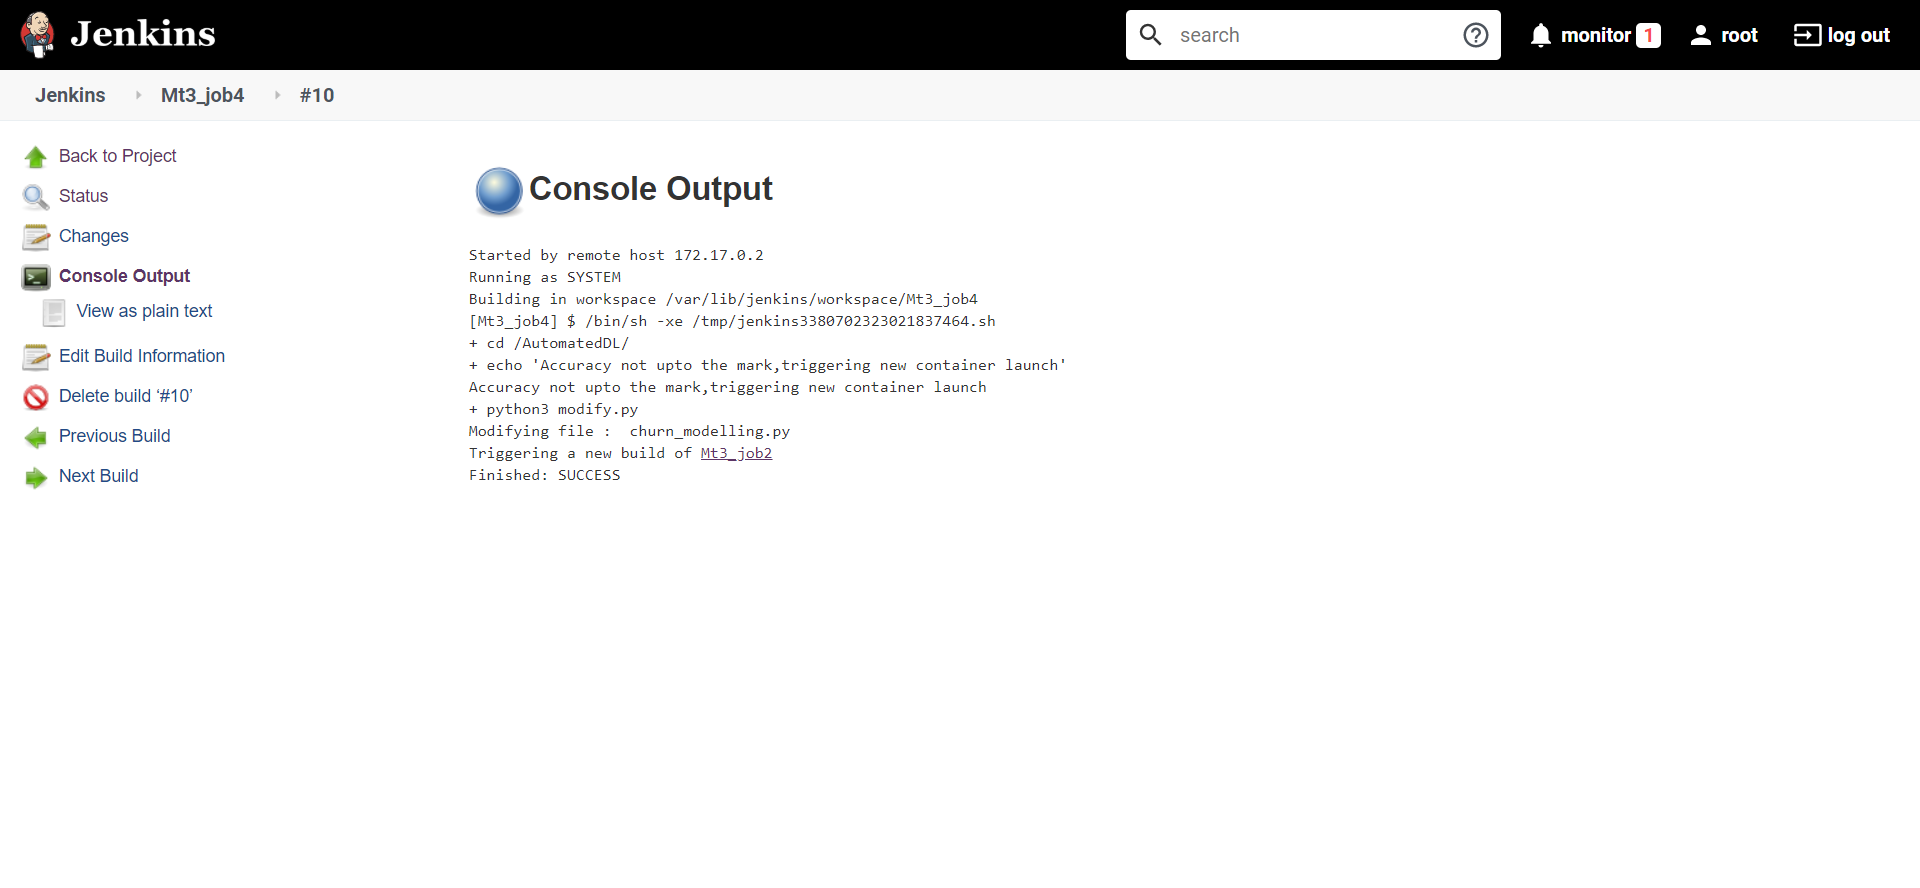 Jenkins
search
monitor 1
root
log out
Jenkins
Mt3_job4
#10
Back to Project
Status
Changes
Console Output
View as plain text
Edit Build Information
Delete build ‘#10’
Previous Build
Next Build
Console Output
Started by remote host 172.17.0.2
Running as SYSTEM
Building in workspace /var/lib/jenkins/workspace/Mt3_job4
[Mt3_job4] $ /bin/sh -xe /tmp/jenkins3380702323021837464.sh
+ cd /AutomatedDL/
+ echo 'Accuracy not upto the mark,triggering new container launch'
Accuracy not upto the mark,triggering new container launch
+ python3 modify.py
Modifying file :  churn_modelling.py
Triggering a new build of Mt3_job2
Finished: SUCCESS